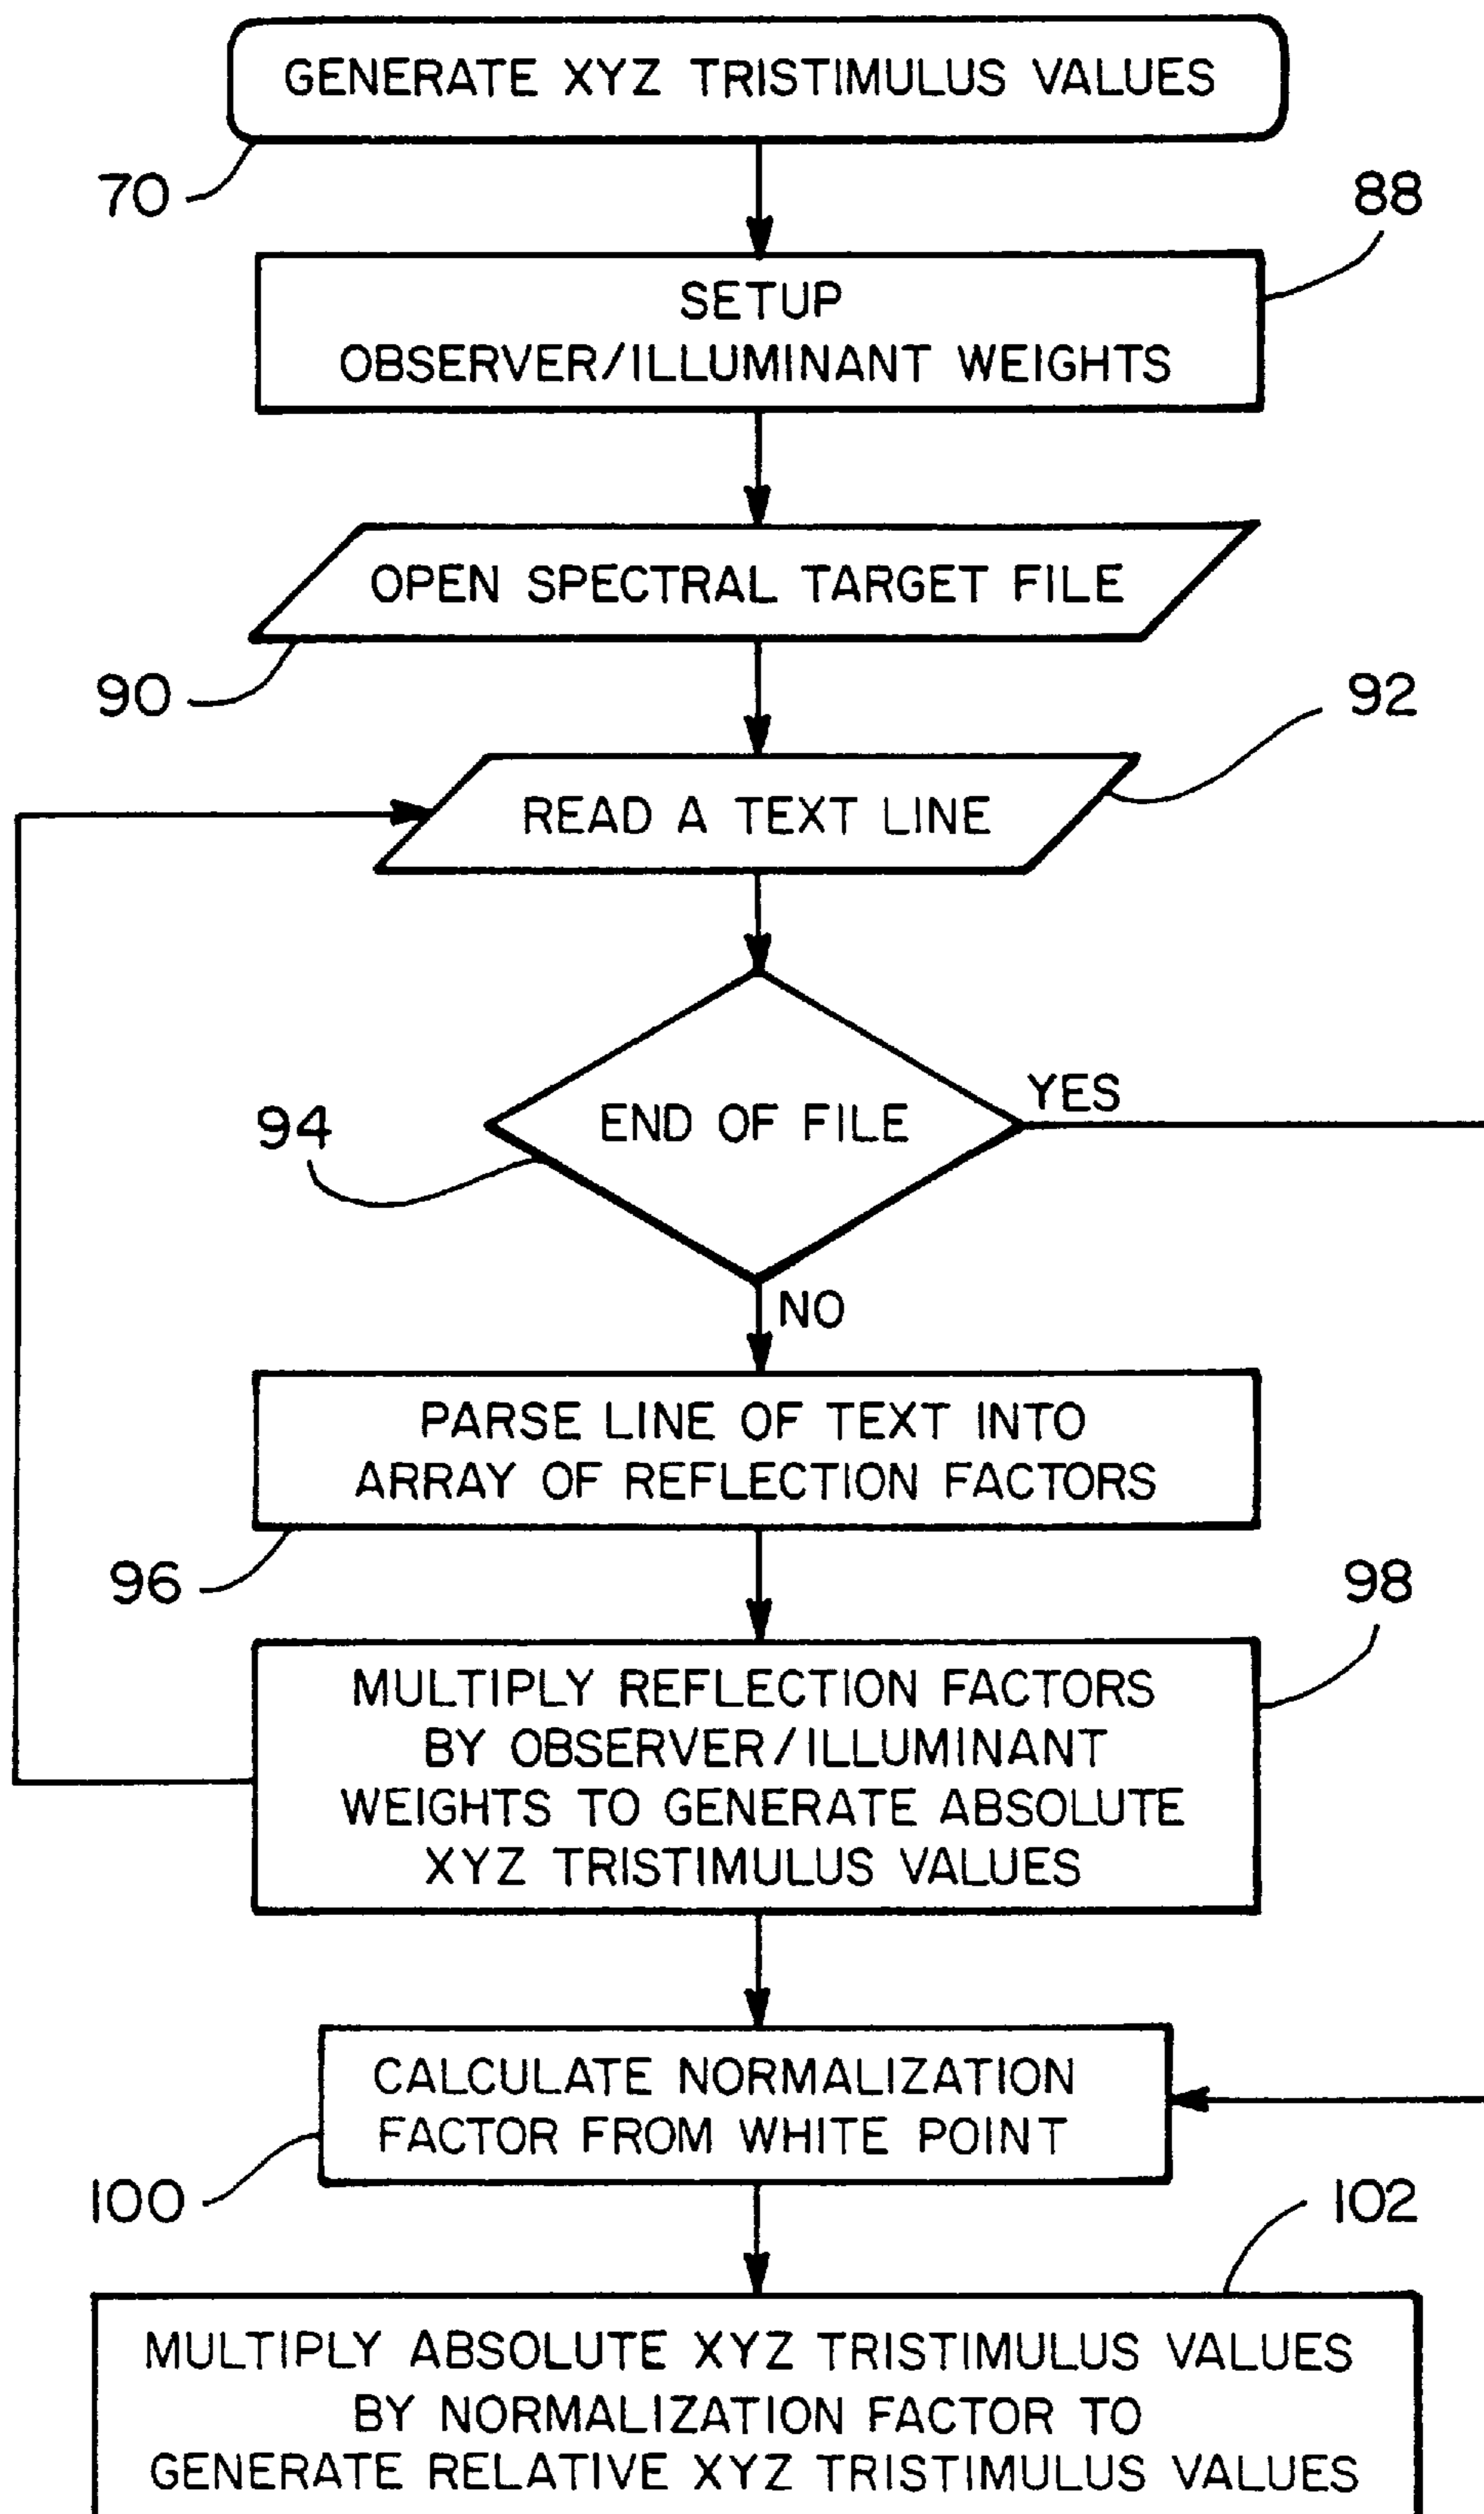 GENERATE XYZ TRISTIMULUS VALUES
70
88
SETUP
OBSERVER/ILLUMINANT WEIGHTS
OPEN SPECTRAL TARGET FILE
90
92
READ A TEXT LINE
YES
94
END OF FILE
NO
PARSE LINE OF TEXT INTO
ARRAY OF REFLECTION FACTORS
96
98
MULTIPLY REFLECTION FACTORS
BY OBSERVER/ILLUMINANT
WEIGHTS TO GENERATE ABSOLUTE
XYZ TRISTIMULUS VALUES
CALCULATE NORMALIZATION
FACTOR FROM WHITE POINT
100
102
MULTIPLY ABSOLUTE XYZ TRISTIMULUS VALUES
BY NORMALIZATION FACTOR TO
GENERATE RELATIVE XYZ TRISTIMULUS VALUES